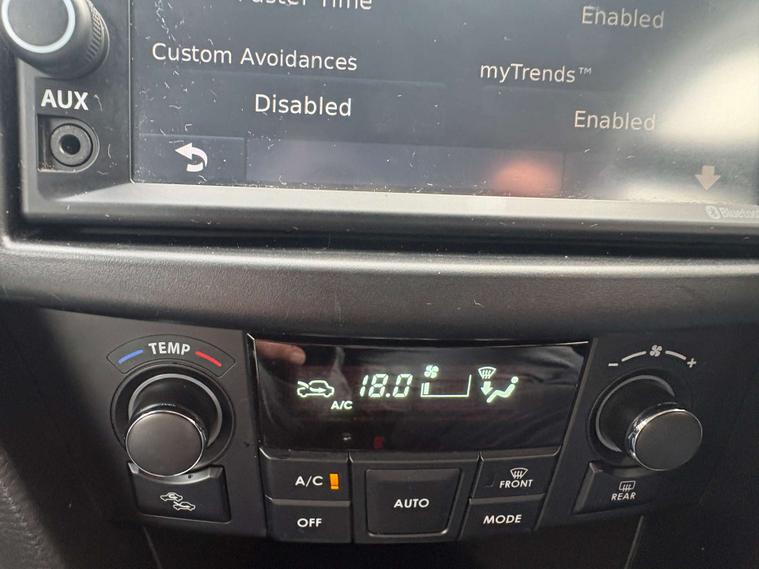 Enabled
Custom Avoidances
myTrends™
AUX
Disabled
Enabled
TEMP
- +
18.0
A/C
A/C
AUTO
FRONT
REAR
OFF
MODE